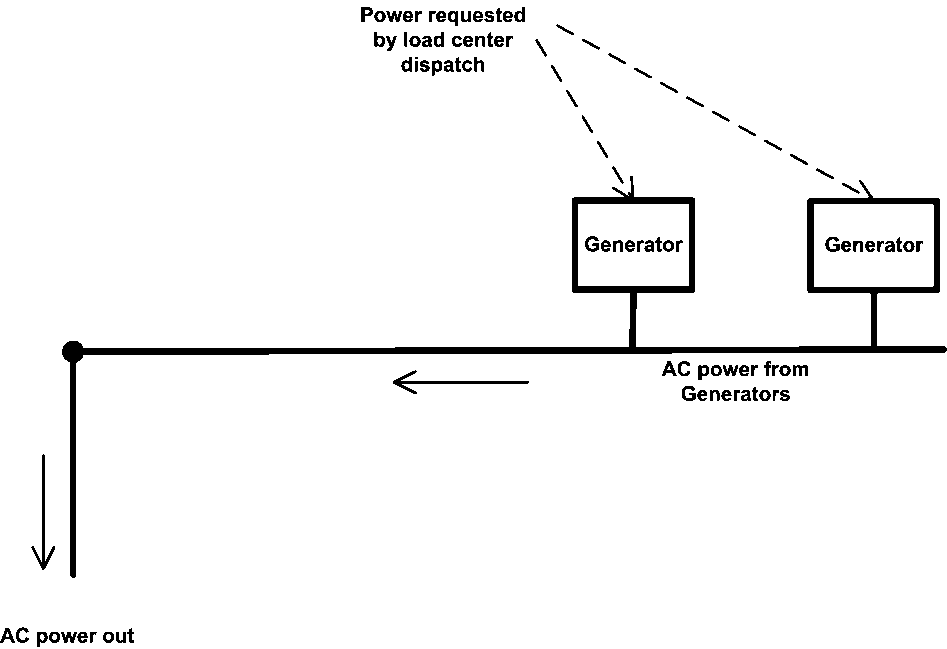 Power requested
by load center
dispatch
Generator
Generator
AC power from
Generators
AC power out